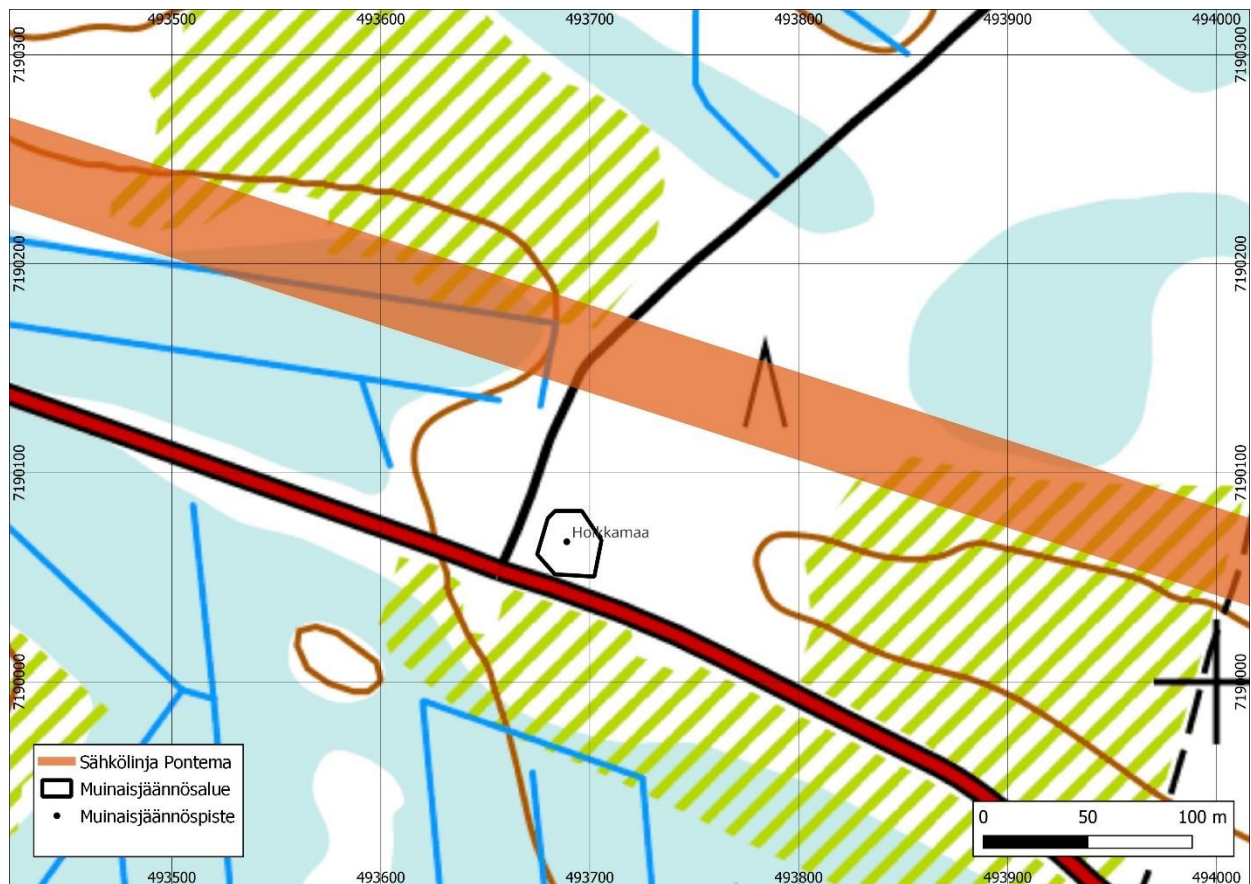 493500 493600 493700 493800 493900 494000
7190300 7190300
7190200 7190200
7190100 7190100
Hoikkamaa
7190000 7190000
Sähkölinja Pontema
Muinaisjäännösalue
Muinaisjäännöspiste
0 50 100 m
493500 493600 493700 493800 493900 494000